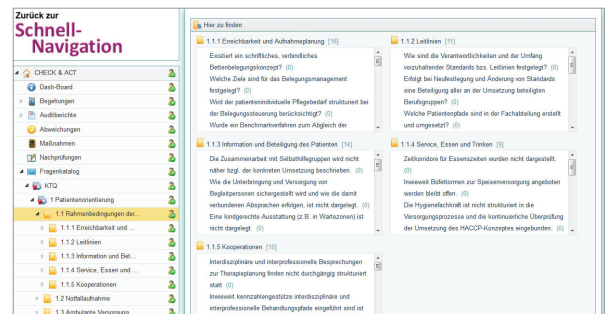 Zurück zur
Schnell-
Navigation
CHECK & ACT
Dash-Board
Begehungen
Auditberichte
Abweichungen
Maßnahmen
Nachprüfungen
Fragenkatalog
KTQ
1 Patientenorientierung
1.1 Rahmenbedingungen der...
1.1.1 Erreichbarkeit und ...
1.1.2 Leitlinien
1.1.3 Information und Bet...
1.1.4 Service, Essen und ...
1.1.5 Kooperationen
1.2 Notfallaufnahme
1.3 Ambulante Versorgung
Hier zu finden
1.1.1 Erreichbarkeit und Aufnahmeplanung [16]
Existiert ein schriftliches, verbindliches
Bettenbelegungskonzept? (0)
Welche Ziele sind für das Belegungsmanagement
festgelegt? (0)
Wird der patientenindividuelle Pflegebedarf strukturiert bei
der Belegungssteuerung berücksichtigt? (0)
Wurde ein Benchmarkverfahren zum Abgleich der
1.1.2 Leitlinien [11]
Wie sind die Verantwortlichkeiten und der Umfang
vorzuhaltender Standards bzs. Leitlinien festgelegt? (0)
Erfolgt bei Neufestlegung und Änderung von Standards
eine Beteiligung aller an der Umsetzung beteiligten
Berufsgruppen? (0)
Welche Patientenpfade sind in der Fachabteilung erstellt
und umgesetzt? (0)
1.1.3 Information und Beteiligung des Patienten [14]
Die Zusammenarbeit mit Selbsthilfegruppen wird nicht
näher bzgl. der konkreten Umsetzung beschrieben. (0)
Wie die Unterbringung und Versorgung von
Begleitpersonen sichergestellt wird und wie die damit
verbundenen Absprachen erfolgen, ist nicht dargelegt. (0)
Eine kindgerechte Ausstattung (z.B. in Wartezonen) ist
nicht dargelegt. (0)
1.1.4 Service, Essen und Trinken [9]
Zeitkorridore für Essenszeiten wurden nicht dargestellt.
(0)
Inwieweit Büfettformen zur Speisenversorgung angeboten
werden bleibt offen. (0)
Die Hygienefachkraft ist nicht strukturiert in die
Versorgungsprozesse und die kontinuierliche Überprüfung
der Umsetzung des HACCP-Konzeptes eingebunden. (0)
1.1.5 Kooperationen [15]
Interdisziplinäre und interprofessionelle Besprechungen
zur Therapieplanung finden nicht durchgängig strukturiert
statt (0)
Inwieweit kennzahlengestütze interdisziplinäre und
interprofessionelle Behandlungspfade eingeführt sind ist